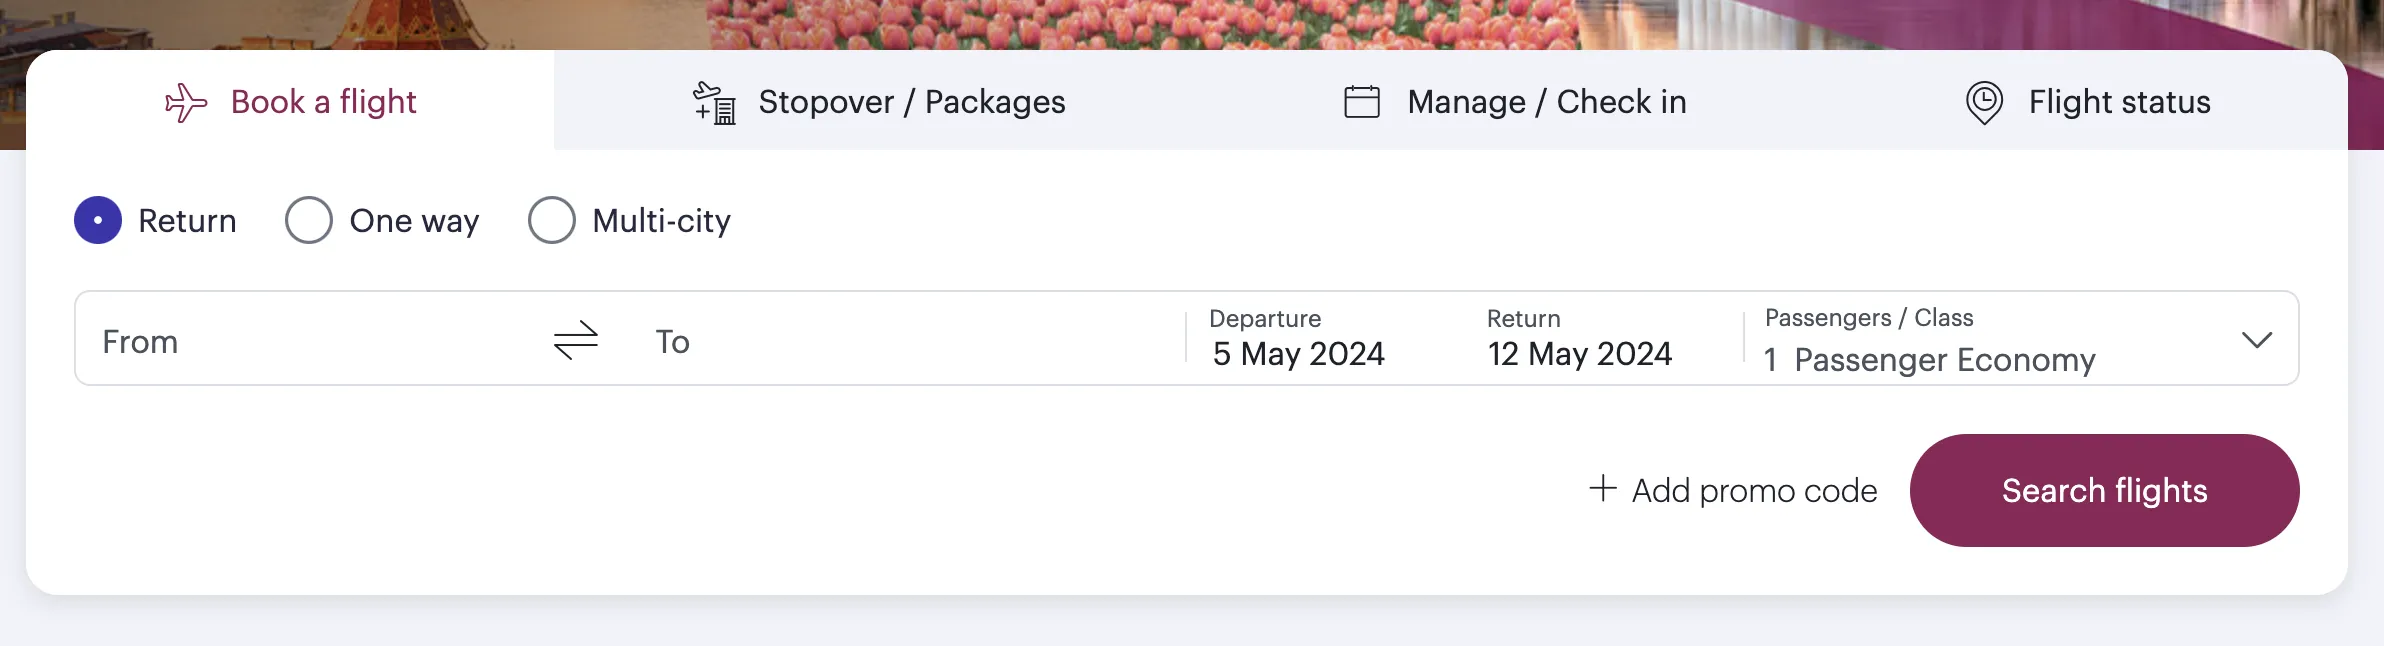 Book a flight
Stopover / Packages
Manage / Check in
Flight status
Return
One way
Multi-city
From
To
Departure
5 May 2024
Return
12 May 2024
Passengers / Class
1 Passenger Economy
+ Add promo code
Search flights